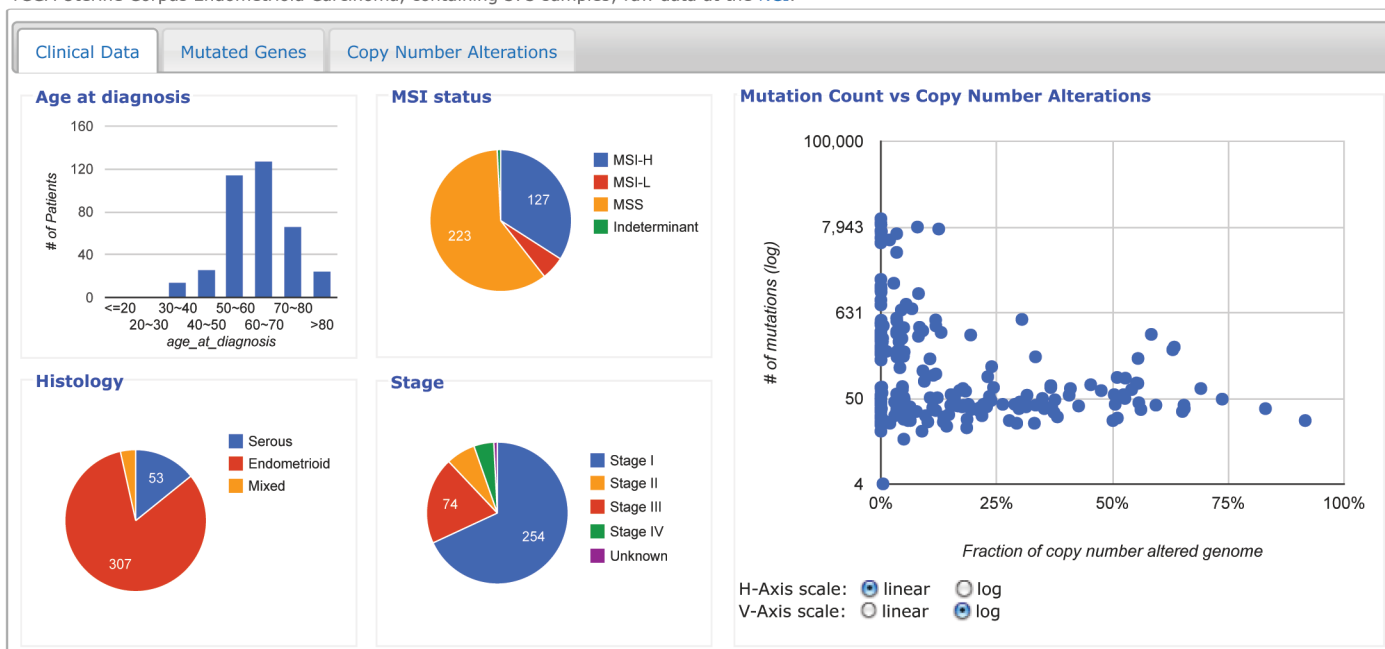 Clinical Data
Mutated Genes
Copy Number Alterations
Age at diagnosis
160
120
80
40
0
# of Patients
<=20
30~40
50~60
70~80
20~30
40~50
60~70
>80
age_at_diagnosis
MSI status
127
223
MSI-H
MSI-L
MSS
Indeterminant
Histology
53
307
Serous
Endometrioid
Mixed
Stage
74
254
Stage I
Stage II
Stage III
Stage IV
Unknown
Mutation Count vs Copy Number Alterations
100,000
7,943
631
50
4
# of mutations (log)
0%
25%
50%
75%
100%
Fraction of copy number altered genome
H-Axis scale: linear log
V-Axis scale: linear log